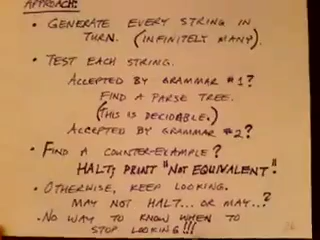 APPROACH:
• GENERATE EVERY STRING IN
TURN. (INFINITELY MANY).
• TEST EACH STRING.
ACCEPTED BY GRAMMAR #1?
FIND A PARSE TREE.
(THIS IS DECIDABLE.)
ACCEPTED BY GRAMMAR #2?
• FIND A COUNTER-EXAMPLE?
HALT; PRINT "NOT EQUIVALENT".
• OTHERWISE, KEEP LOOKING.
MAY NOT HALT... OR MAY..?
• NO WAY TO KNOW WHEN TO
STOP LOOKING!!!